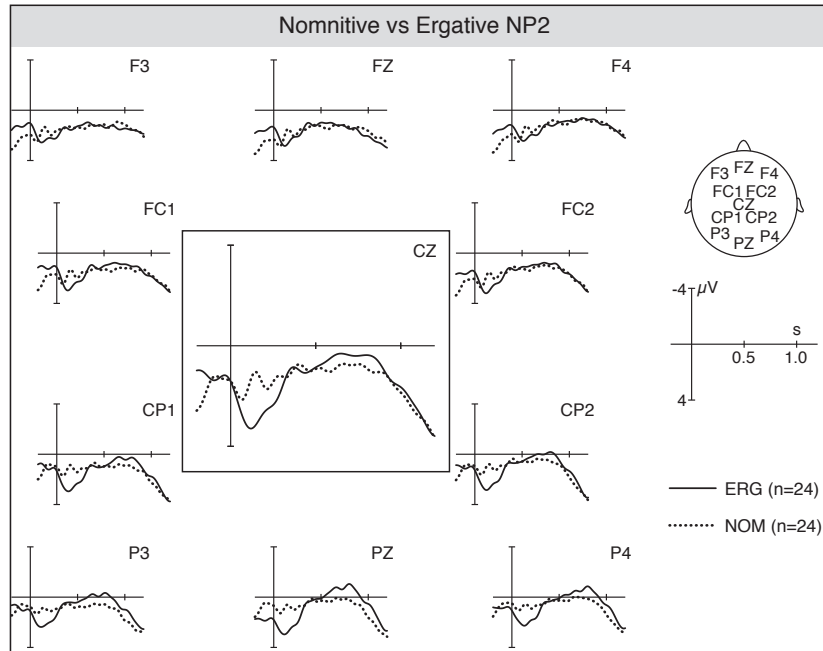 Nomnitive vs Ergative NP2
F3
FZ
F4
FC1
FC2
CZ
CP1
CP2
P3
PZ
P4
F3 FZ F4
FC1 FC2
CZ
CP1 CP2
P3 PZ P4
-4 µV
s
0.5 1.0
4
ERG (n=24)
NOM (n=24)